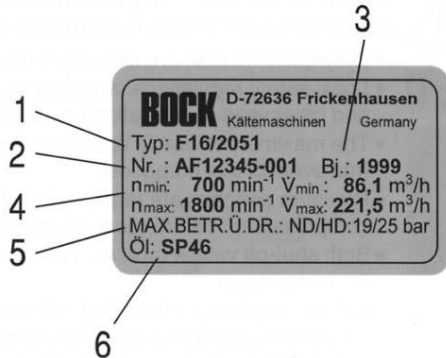 3
BOCK D-72636 Frickenhausen
Kältemaschinen Germany
1 Typ: F16/2051
2 Nr. : AF12345-001 Bj.: 1999
4 nmin: 700 min⁻¹ V̇min : 86,1 m³/h
nmax: 1800 min⁻¹ V̇max: 221,5 m³/h
5 MAX.BETR.Ü.DR.: ND/HD:19/25 bar
Öl: SP46
6